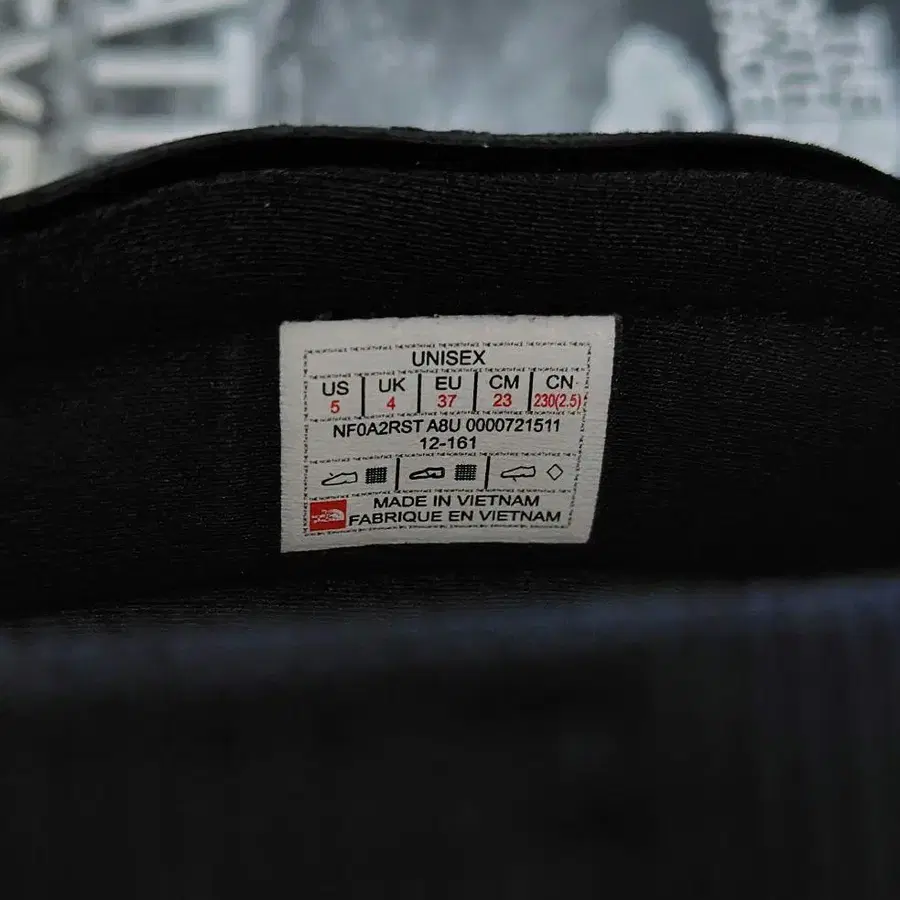 UNISEX
US UK EU CM CN
5 4 37 23 230(2.5)
NF0A2RST A8U 0000721511
12-161
MADE IN VIETNAM
FABRIQUE EN VIETNAM